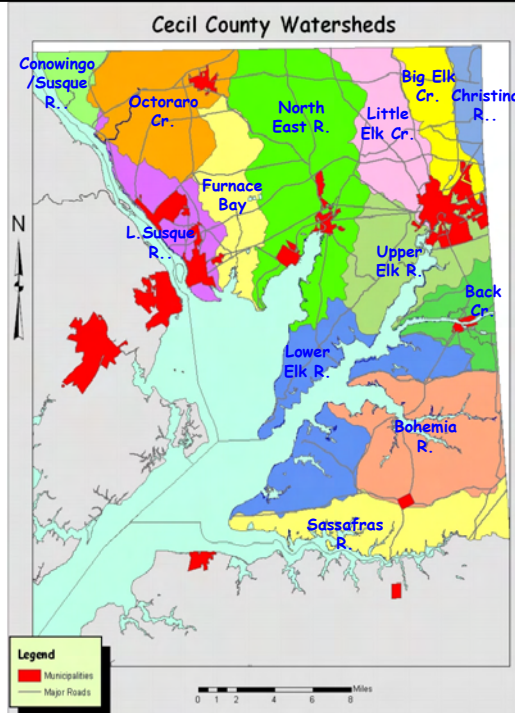 Cecil County Watersheds
Conowingo
/Susque
R..
Octoraro
Cr.
North
East R.
Big Elk
Cr.
Little
Elk Cr.
Christina
R..
Furnace
Bay
L.Susque
R..
N
Upper
Elk R.
Back
Cr.
Lower
Elk R.
Bohemia
R.
Sassafras
R.
Legend
Municipalities
Major Roads
Miles
0 1 2 4 6 8